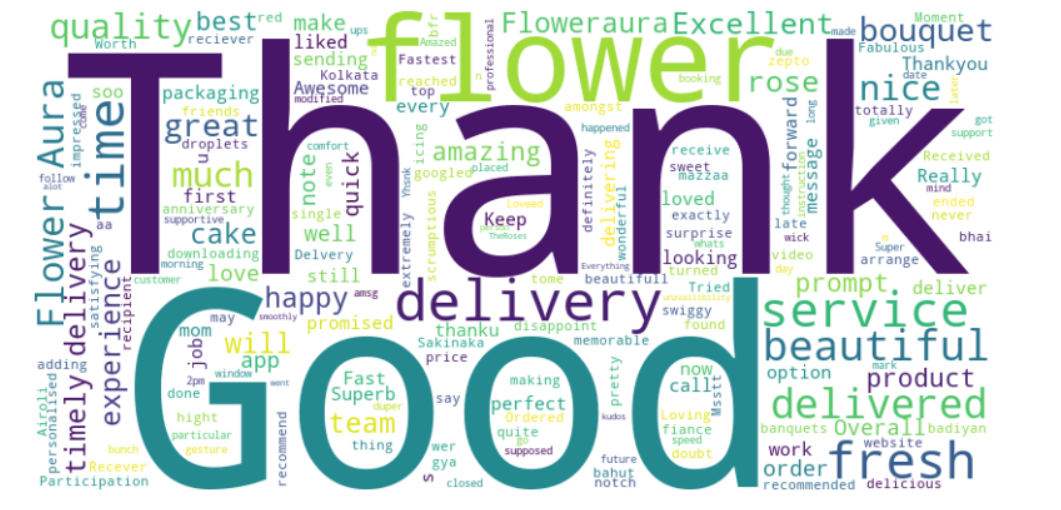 quality
best
red
reciever
Worth
make
ups
sending
liked
Kolkata
Awesome
modified
flower
bfr
Amazed
Fastest
top
n
reached
every
professional
Floweraura
Excellent
made
Moment
bouquet
Fabulous
Thankyou
due
zepto
rose
nice
date
later
booking
Thank
Flower Aura
impressed
come
time
soo
packaging
friends
great
droplets
u
much
first
anniversary
supportive
aa
follow
alot
cake
downloading
love
morning
customer
comfort
even
note
quick
single
well
Delvery
still
icing
amazing
googled
placed
Yhsnk
extremely
scrumptious
Loveed
Keep
person
TheRoses
tome
amongst
happened
definitely
delivering
wonderful
Everything
beautifull
receive
sweet
mazzaa
loved
exactly
surprise
whats
looking
turned
thought
instruction
forward
message
long
late
wick
video
day
totally
given
got
support
Received
Really
mind
ended
never
m
Super
arrange
bhai
timely delivery
satisfying
experience
recipient
Good
happy
amsg
smoothly
delivery
Tried
unavailibility
swiggy
found
prompt
deliver
service
beautiful
may
mom
job
will
app
promised
thanku
Sakinaka
price
disappoint
memorable
2pm
window
went
done
hight
particular
gesture
adding
Airoli
personalised
bunch
Recever
Participation
recommend
Fast
Superb
duper
team
thing
say
making
perfect
Ordered
quite
go
supposed
wer
gya
s
closed
pretty
kudos
future
bahut
notch
now
call
Msstt
Loving
fiance
speed
doubt
option
mark
product
delivered
banquets
Overall
badiyan
work
website
order
fresh
recommended
delicious